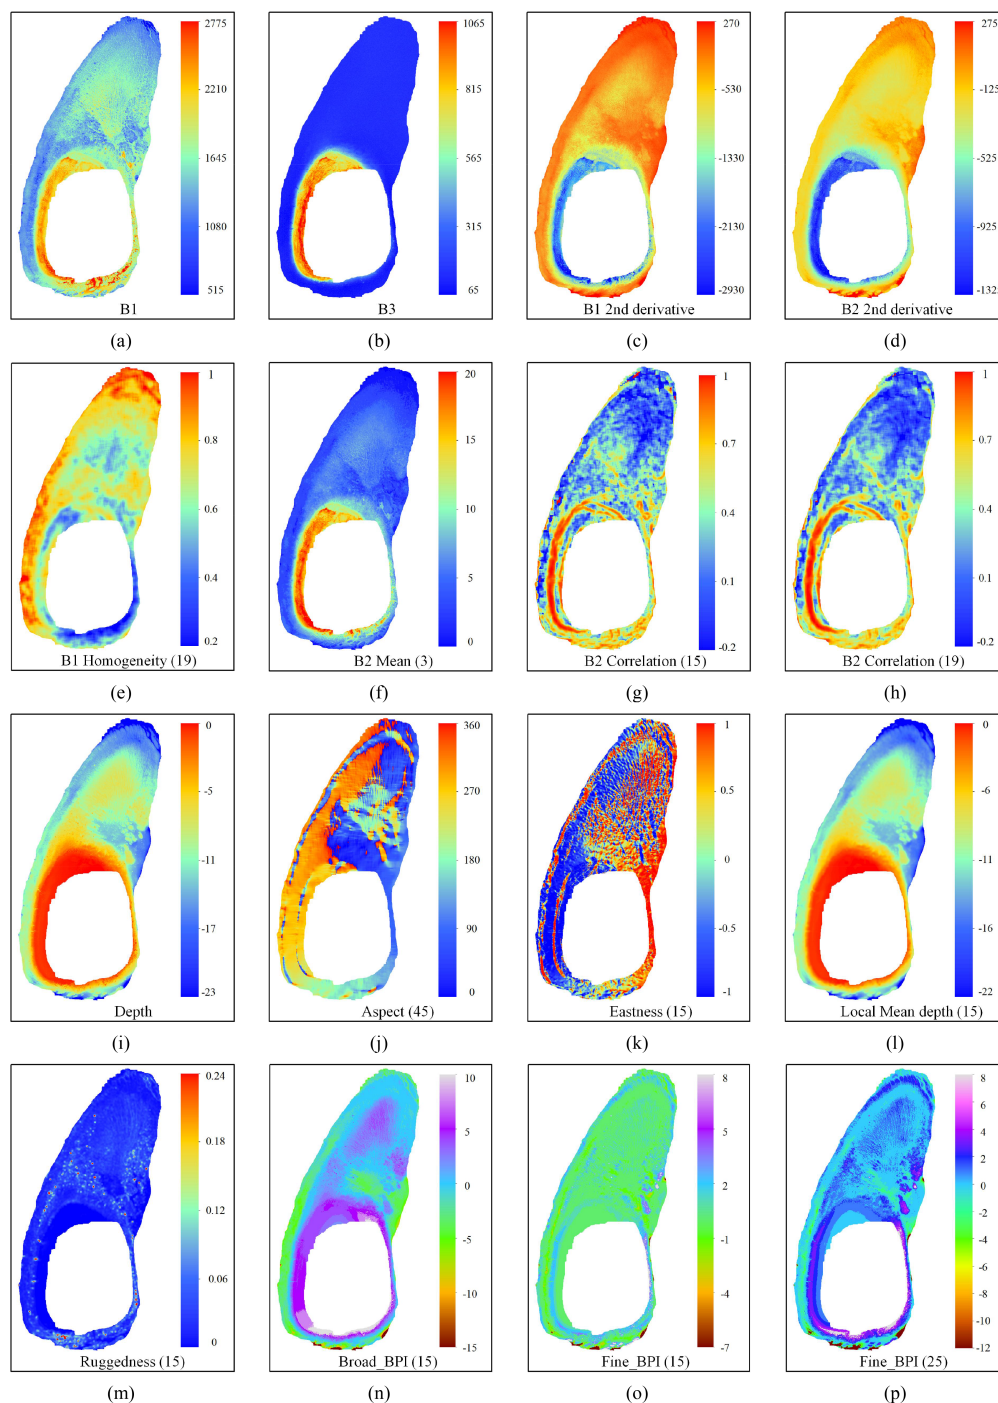 2775
2210
1645
1080
515
B1
(a)
1065
815
565
315
65
B3
(b)
270
-530
-1330
-2130
-2930
B1 2nd derivative
(c)
275
-125
-525
-925
-132
B2 2nd derivative
(d)
1
0.8
0.6
0.4
0.2
B1 Homogeneity (19)
(e)
20
15
10
5
0
B2 Mean (3)
(f)
1
0.7
0.4
0.1
-0.2
B2 Correlation (15)
(g)
1
0.7
0.4
0.1
-0.2
B2 Correlation (19)
(h)
0
-5
-11
-17
-23
Depth
(i)
360
270
180
90
0
Aspect (45)
(j)
1
0.5
0
-0.5
-1
Eastness (15)
(k)
0
-6
-11
-16
-22
Local Mean depth (15)
(l)
0.24
0.18
0.12
0.06
0
Ruggedness (15)
(m)
10
5
0
-5
-10
-15
Broad_BPI (15)
(n)
8
5
2
-1
-4
-7
Fine_BPI (15)
(o)
8
6
4
2
0
-2
-4
-6
-8
-10
-12
Fine_BPI (25)
(p)